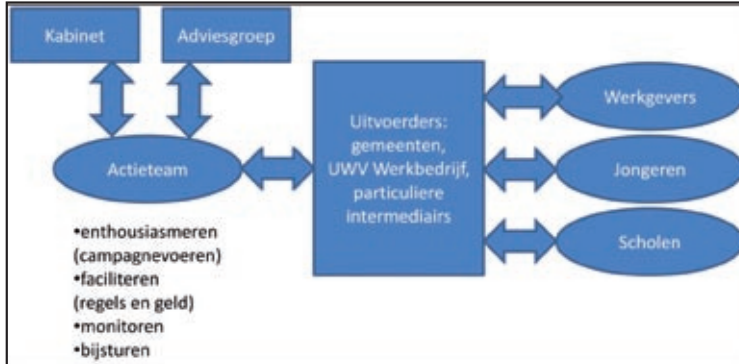 Kabinet
Adviesgroep
Actieteam
•enthousiasmeren
(campagnevoeren)
•faciliteren
(regels en geld)
•monitoren
•bijsturen
Uitvoerders:
gemeenten,
UWV Werkbedrijf,
particuliere
intermediairs
Werkgevers
Jongeren
Scholen